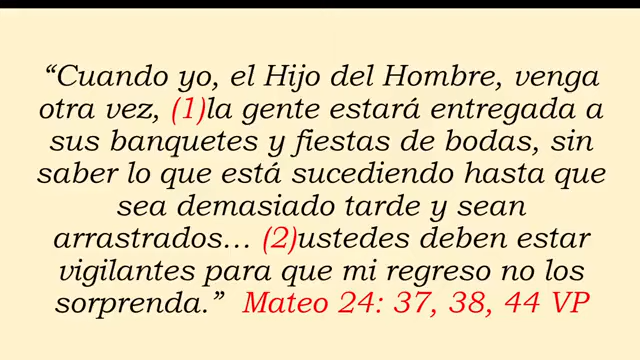 “Cuando yo, el Hijo del Hombre, venga
otra vez, (1)la gente estará entregada a
sus banquetes y fiestas de bodas, sin
saber lo que está sucediendo hasta que
sea demasiado tarde y sean
arrastrados… (2)ustedes deben estar
vigilantes para que mi regreso no los
sorprenda.” Mateo 24: 37, 38, 44 VP